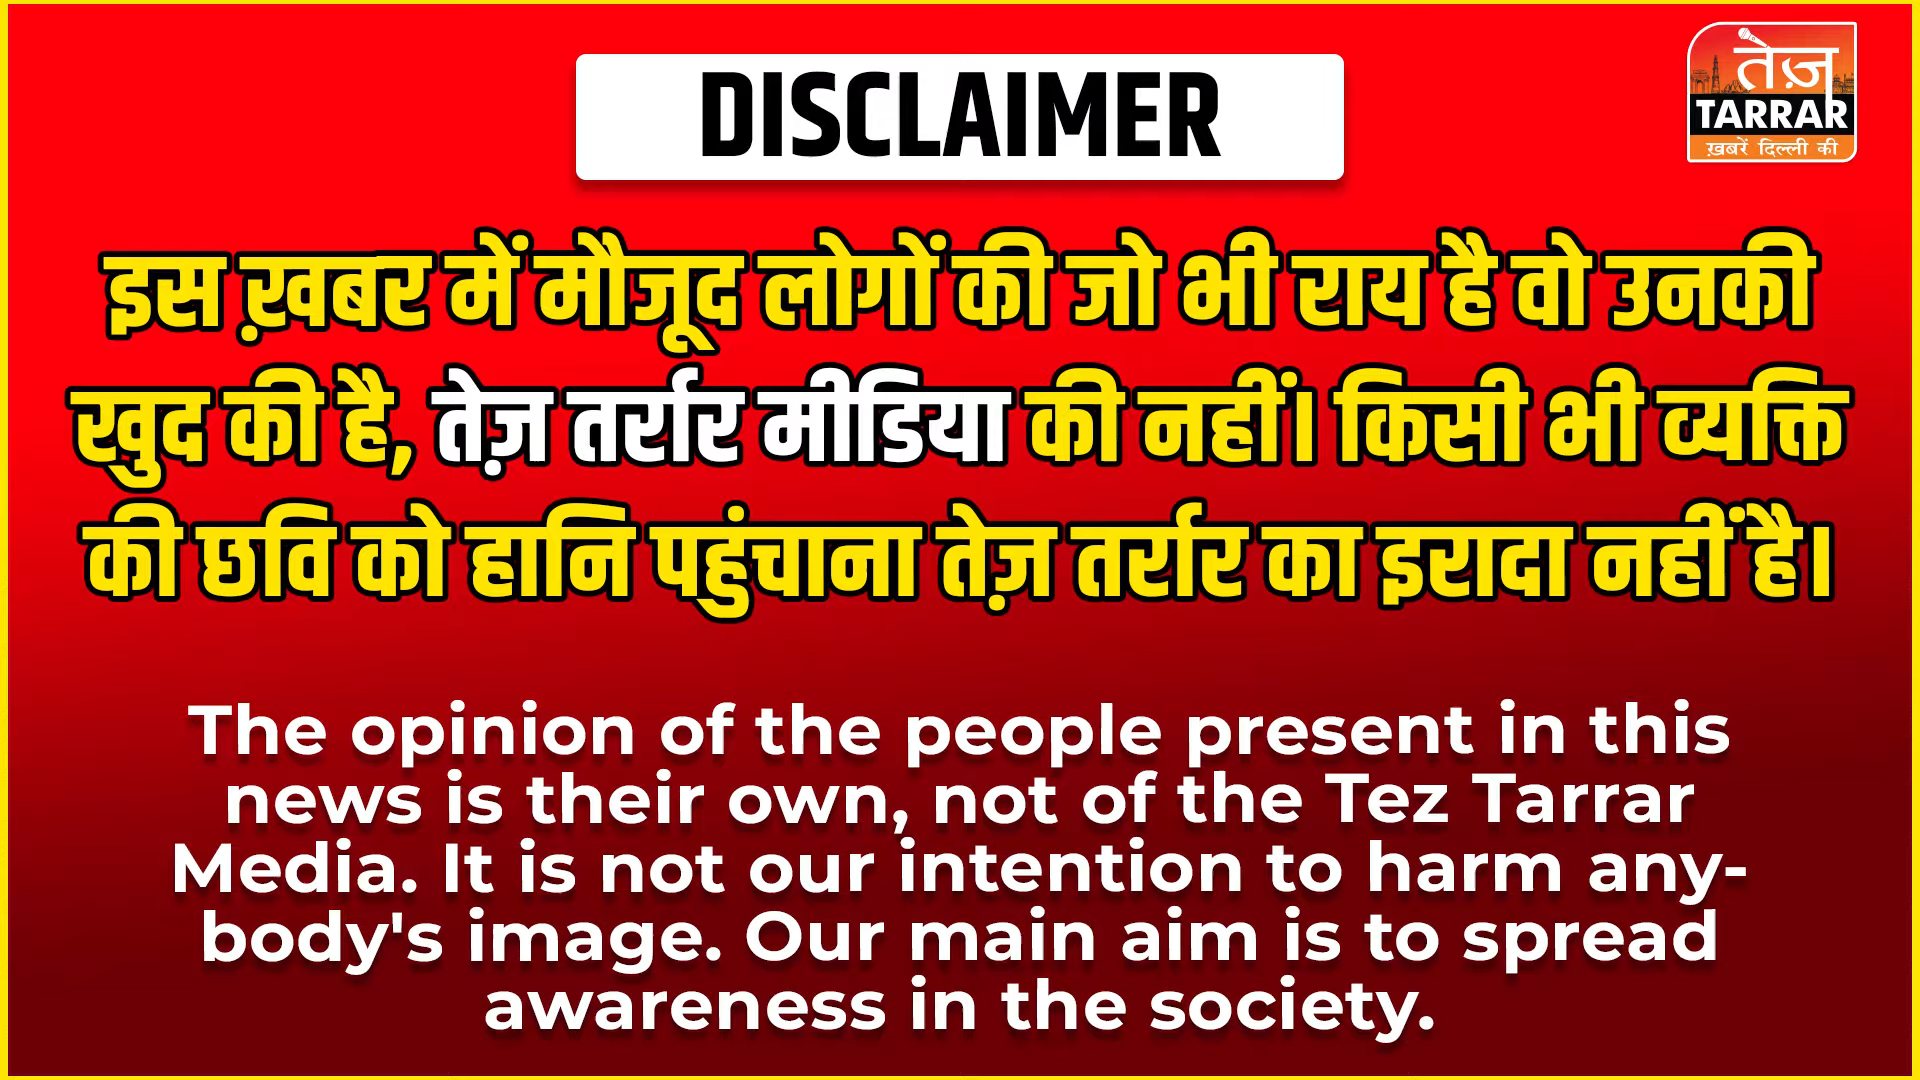 DISCLAIMER
तेज़
TARRAR
ख़बरें दिल्ली की
इस ख़बर में मौजूद लोगों की जो भी राय है वो उनकी
खुद की है, तेज़ तर्रार मीडिया की नहीं। किसी भी व्यक्ति
की छवि को हानि पहुंचाना तेज़ तर्रार का इरादा नहीं है।
The opinion of the people present in this
news is their own, not of the Tez Tarrar
Media. It is not our intention to harm any-
body's image. Our main aim is to spread
awareness in the society.